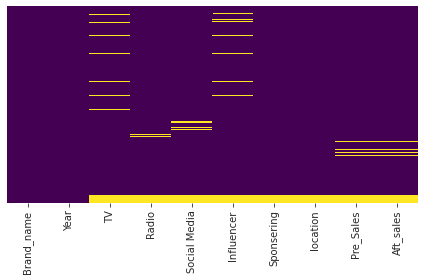 Brand_name
Year
TV
Radio
Social Media
Influencer
Sponsering
location
Pre_Sales
Aft_sales